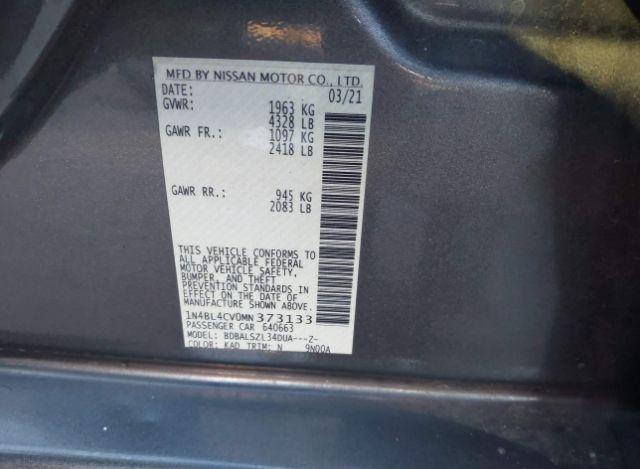 MFD BY NISSAN MOTOR CO., LTD.
DATE: 03/21
GVWR: 1963 KG
4328 LB
GAWR FR.: 1097 KG
2418 LB
GAWR RR.: 945 KG
2083 LB
THIS VEHICLE CONFORMS TO
ALL APPLICABLE FEDERAL
MOTOR VEHICLE SAFETY,
BUMPER, AND THEFT
PREVENTION STANDARDS IN
EFFECT ON THE DATE OF
MANUFACTURE SHOWN ABOVE.
1N4BL4CV0MN373133
PASSENGER CAR 640663
MODEL: BDBALSZL34DUA---Z-
COLOR: KAD TRIM: N 9N00A